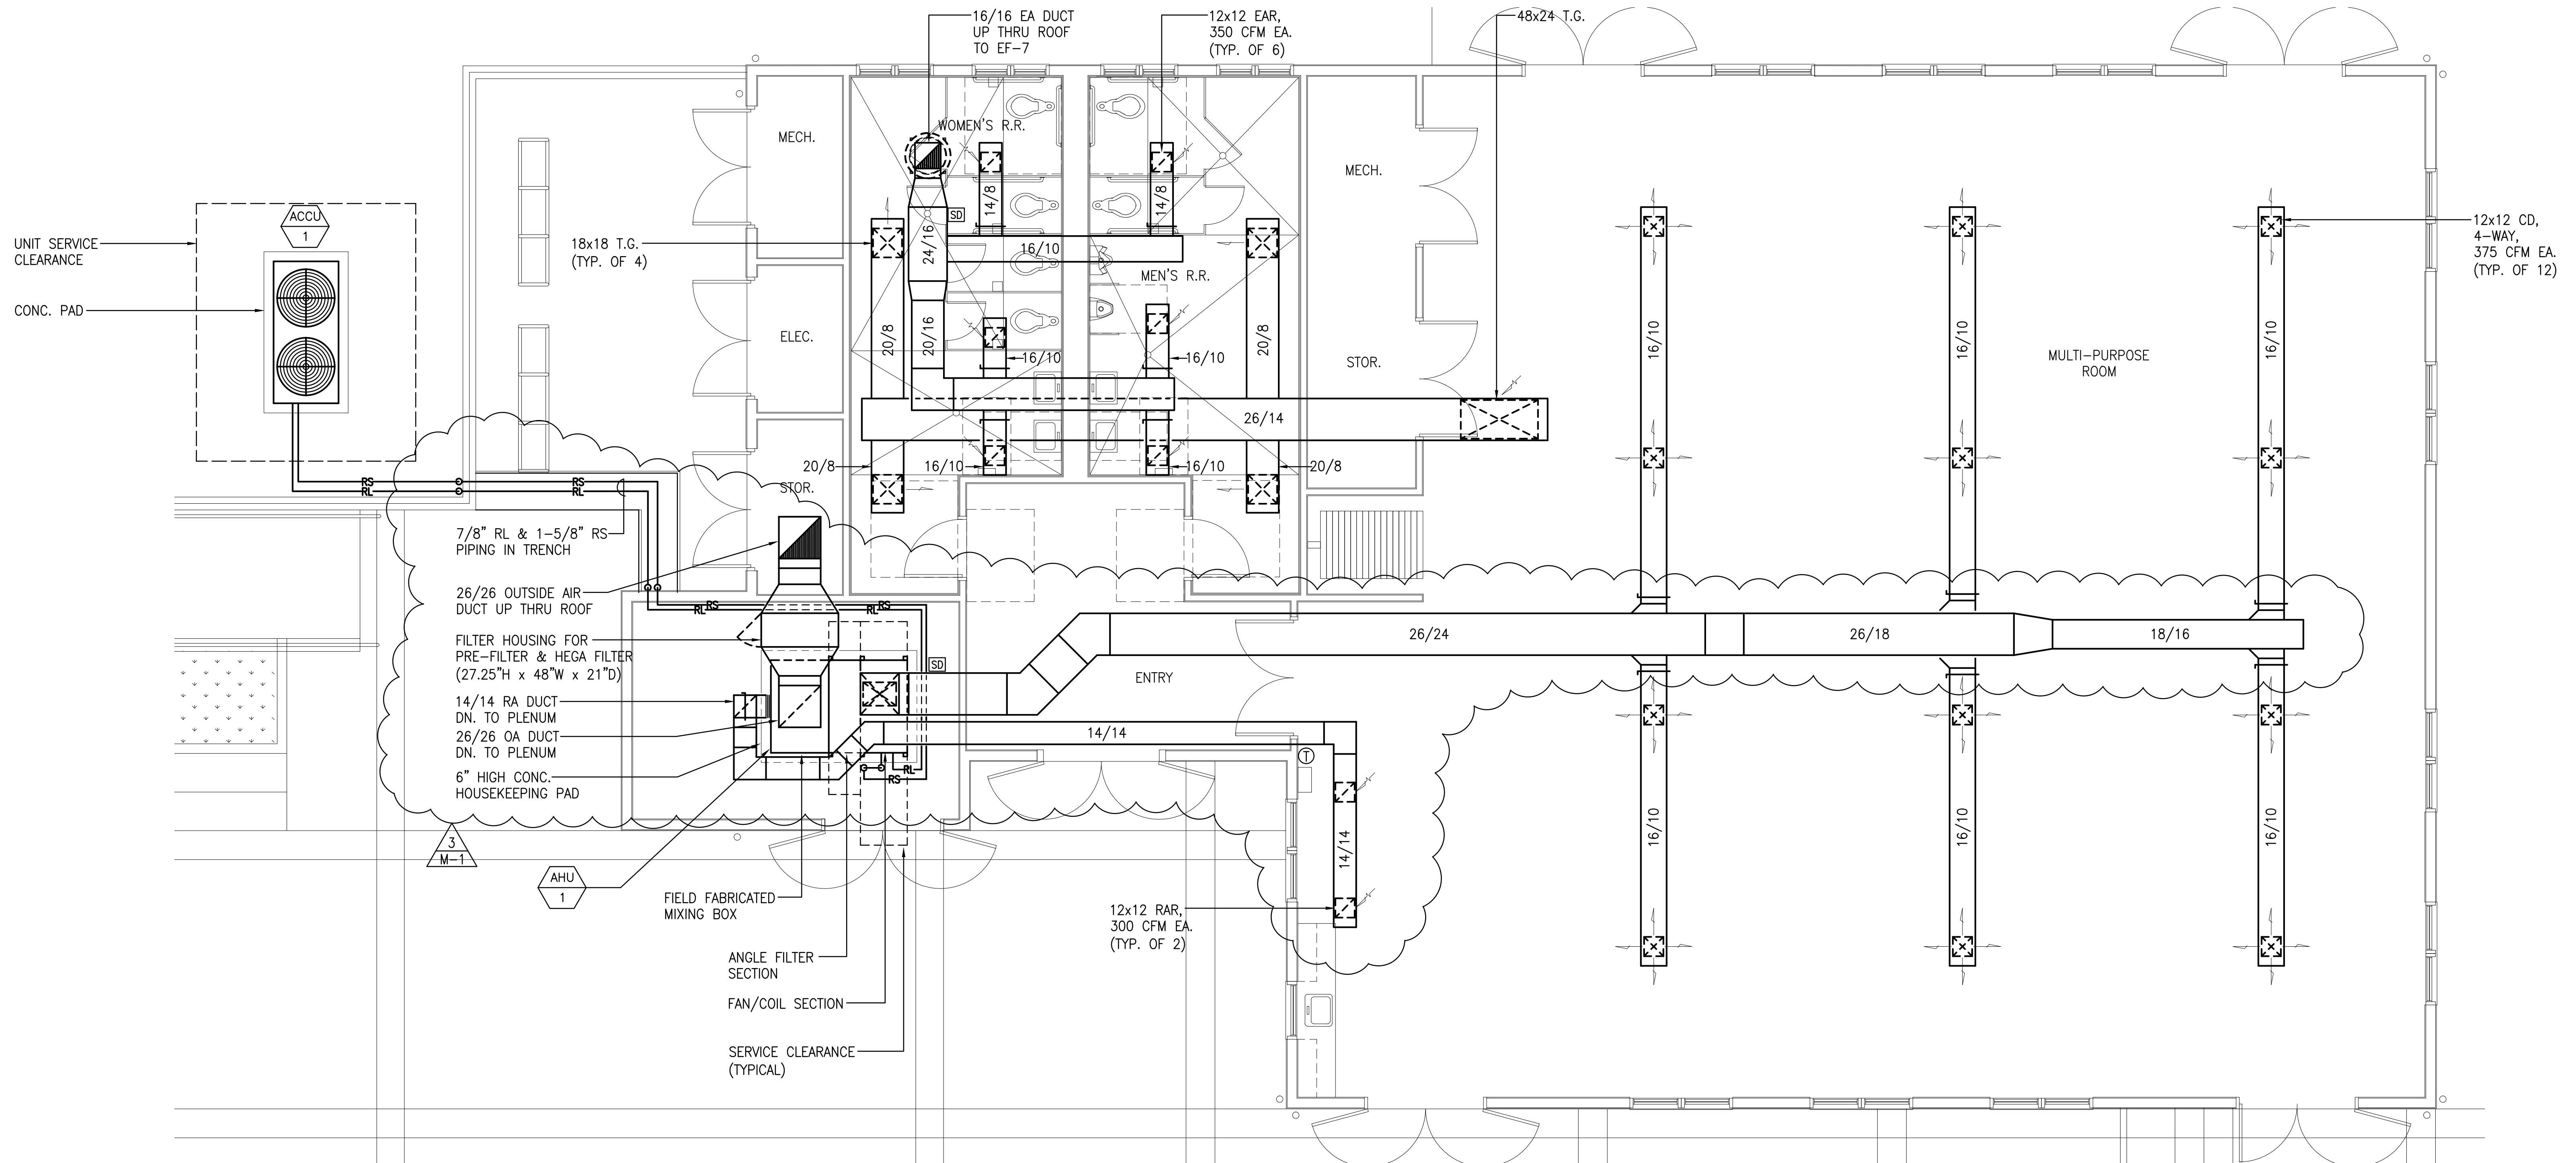 16/16 EA DUCT
UP THRU ROOF
TO EF-7
12x12 EAR,
350 CFM EA.
(TYP. OF 6)
48x24 T.G.
WOMEN'S R.R.
MECH.
MECH.
14/8
14/8
ACCU
1
SD
12x12 CD,
4-WAY,
375 CFM EA.
(TYP. OF 12)
UNIT SERVICE
CLEARANCE
18x18 T.G.
(TYP. OF 4)
24/16
16/10
MEN'S R.R.
CONC. PAD
ELEC.
20/8
20/16
16/10
16/10
20/8
STOR.
16/10
16/10
16/10
MULTI-PURPOSE
ROOM
26/14
20/8
16/10
16/10
20/8
STOR.
RS
RL
RS
RL
7/8" RL & 1-5/8" RS
PIPING IN TRENCH
26/26 OUTSIDE AIR
DUCT UP THRU ROOF
RL
RS
RL
RS
FILTER HOUSING FOR
PRE-FILTER & HEGA FILTER
(27.25"H x 48"W x 21"D)
26/24
26/18
18/16
SD
ENTRY
14/14 RA DUCT
DN. TO PLENUM
26/26 OA DUCT
DN. TO PLENUM
14/14
T
6" HIGH CONC.
HOUSEKEEPING PAD
RL
RS
3
M-1
14/14
16/10
16/10
16/10
AHU
1
FIELD FABRICATED
MIXING BOX
12x12 RAR,
300 CFM EA.
(TYP. OF 2)
ANGLE FILTER
SECTION
FAN/COIL SECTION
SERVICE CLEARANCE
(TYPICAL)